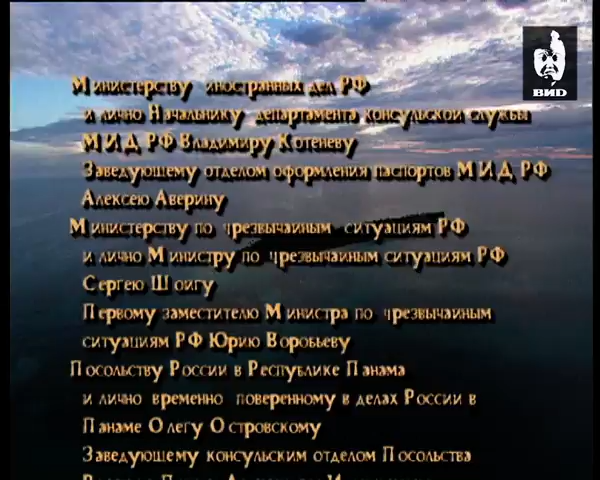 ВИD
Министерству иностранных дел РФ
и лично Начальнику департамента консульской службы
МИД РФ Владимиру Котеневу
Заведующему отделом оформления паспортов МИД РФ
Алексею Аверину
Министерству по чрезвычайным ситуациям РФ
и лично Министру по чрезвычайным ситуациям РФ
Сергею Шойгу
Первому заместителю Министра по чрезвычайным
ситуациям РФ Юрию Воробьеву
Посольству России в Республике Панама
и лично временно поверенному в делах России в
Панаме Олегу Островскому
Заведующему консульским отделом Посольства